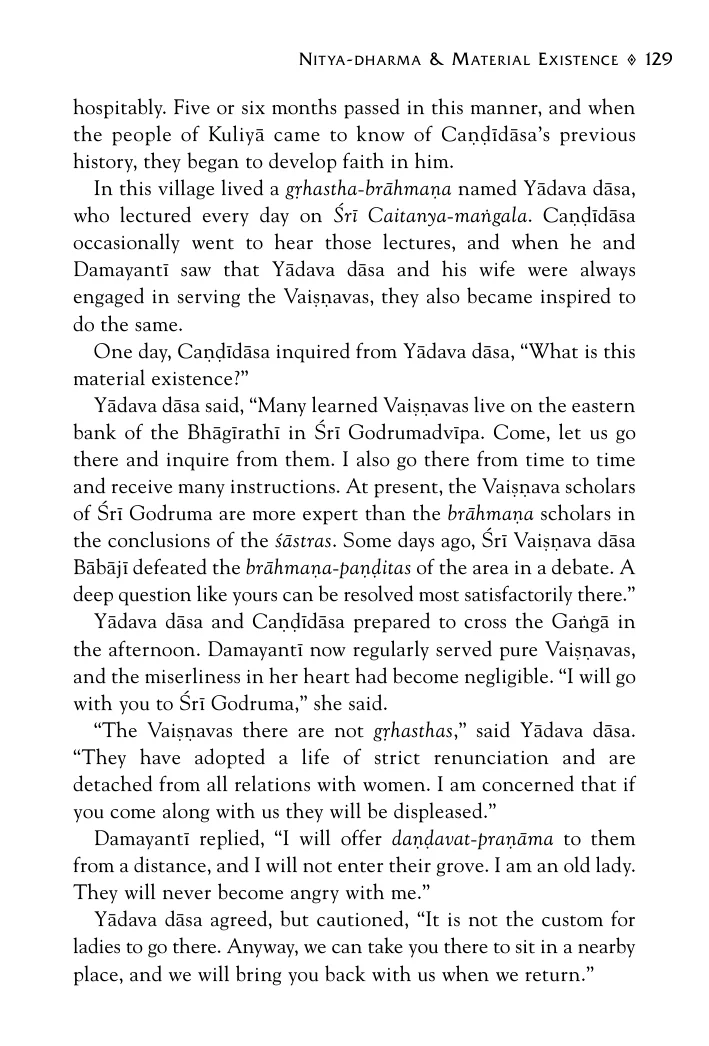 NITYA-DHARMA & MATERIAL EXISTENCE ◊ 129
hospitably. Five or six months passed in this manner, and when
the people of Kuliyā came to know of Caṇḍīdāsa’s previous
history, they began to develop faith in him.
In this village lived a gṛhastha-brāhmaṇa named Yādava dāsa,
who lectured every day on Śrī Caitanya-maṅgala. Caṇḍīdāsa
occasionally went to hear those lectures, and when he and
Damayantī saw that Yādava dāsa and his wife were always
engaged in serving the Vaiṣṇavas, they also became inspired to
do the same.
One day, Caṇḍīdāsa inquired from Yādava dāsa, “What is this
material existence?”
Yādava dāsa said, “Many learned Vaiṣṇavas live on the eastern
bank of the Bhāgīrathī in Śrī Godrumadvīpa. Come, let us go
there and inquire from them. I also go there from time to time
and receive many instructions. At present, the Vaiṣṇava scholars
of Śrī Godruma are more expert than the brāhmaṇa scholars in
the conclusions of the śāstras. Some days ago, Śrī Vaiṣṇava dāsa
Bābājī defeated the brāhmaṇa-paṇḍitas of the area in a debate. A
deep question like yours can be resolved most satisfactorily there.”
Yādava dāsa and Caṇḍīdāsa prepared to cross the Gaṅgā in
the afternoon. Damayantī now regularly served pure Vaiṣṇavas,
and the miserliness in her heart had become negligible. “I will go
with you to Śrī Godruma,” she said.
“The Vaiṣṇavas there are not gṛhasthas,” said Yādava dāsa.
“They have adopted a life of strict renunciation and are
detached from all relations with women. I am concerned that if
you come along with us they will be displeased.”
Damayantī replied, “I will offer daṇḍavat-praṇāma to them
from a distance, and I will not enter their grove. I am an old lady.
They will never become angry with me.”
Yādava dāsa agreed, but cautioned, “It is not the custom for
ladies to go there. Anyway, we can take you there to sit in a nearby
place, and we will bring you back with us when we return.”